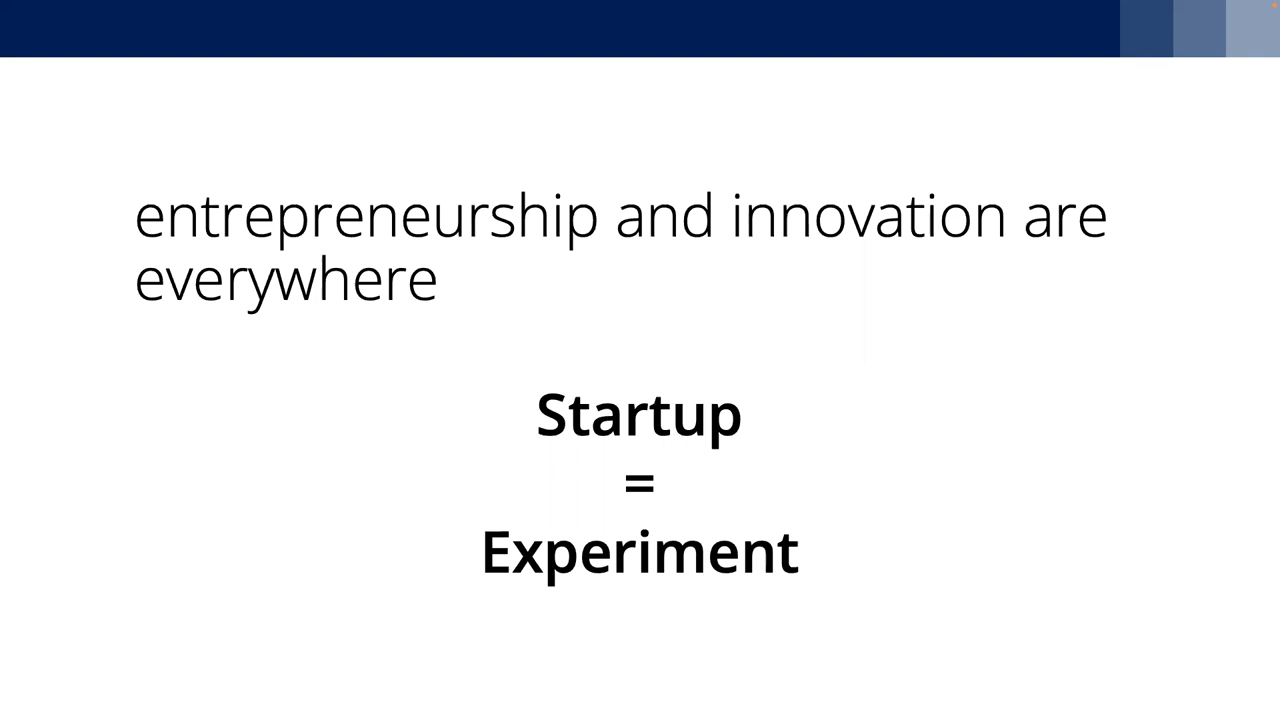 entrepreneurship and innovation are
everywhere
Startup
=
Experiment